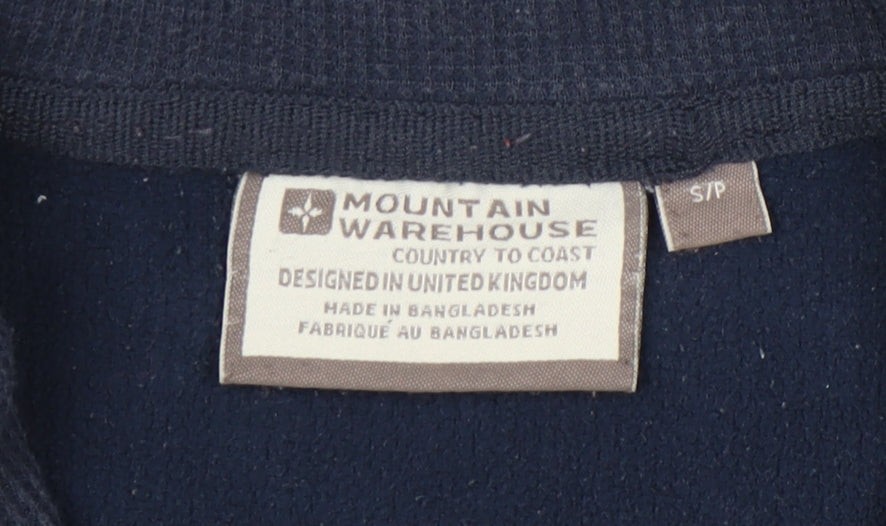 MOUNTAIN
WAREHOUSE
COUNTRY TO COAST
DESIGNED IN UNITED KINGDOM
MADE IN BANGLADESH
FABRIQUÉ AU BANGLADESH
S/P